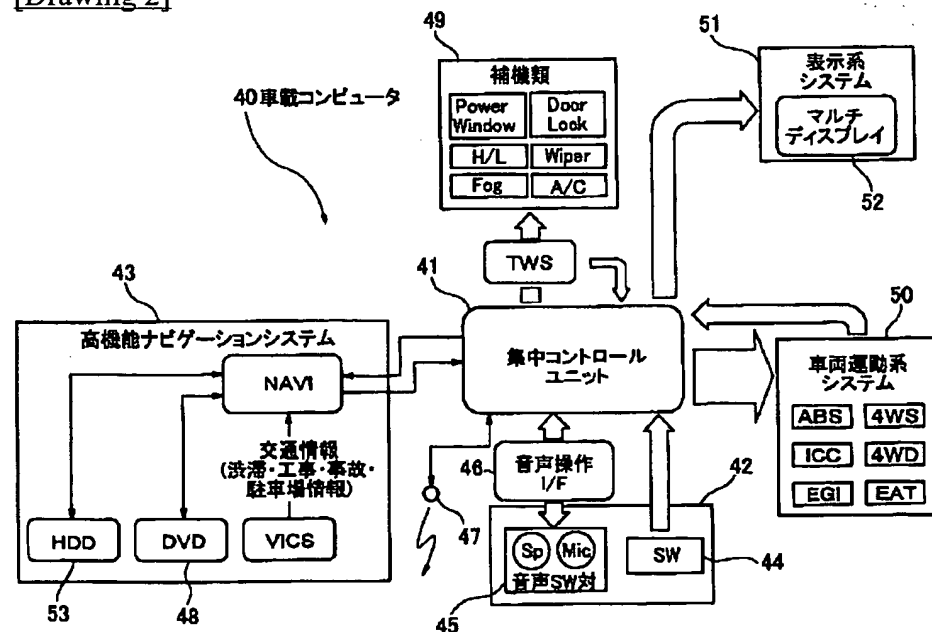 [Drawing 2]
49
補機類
Power
Window
Door
Lock
H/L
Wiper
Fog
A/C
51
表示系
システム
マルチ
ディスプレイ
52
40車載コンピュータ
TWS
41
集中コントロール
ユニット
43
高機能ナビゲーションシステム
NAVI
交通情報
(渋滞・工事・事故・
駐車場情報)
HDD
DVD
VICS
53
48
50
車両運動系
システム
ABS
4WS
ICC
4WD
EGI
EAT
46
音声操作
I/F
47
42
Sp
Mic
音声SW対
SW
44
45